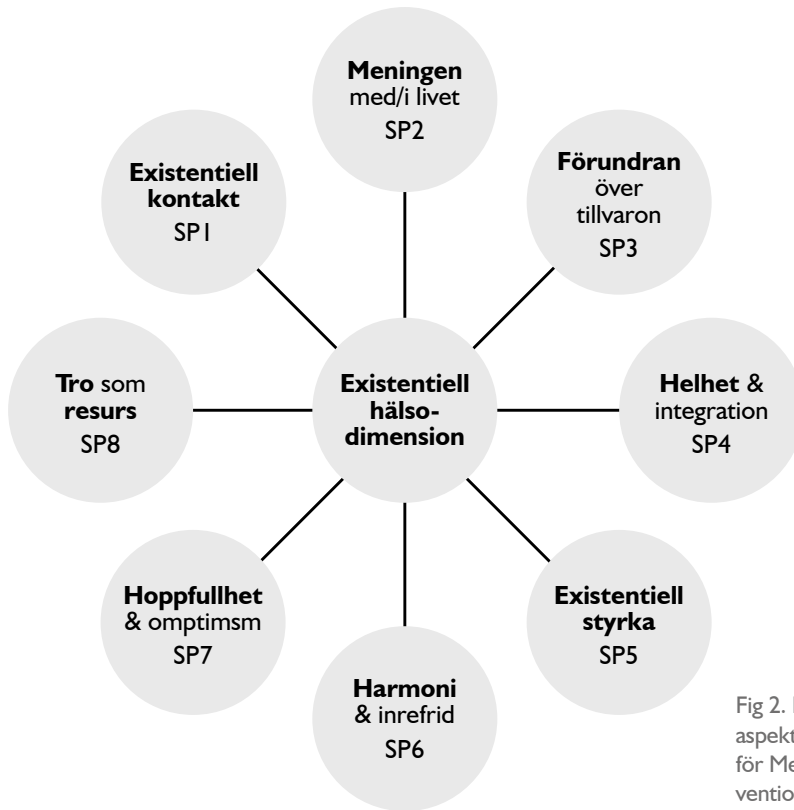 Meningen
med/i livet
SP2
Existentiell
kontakt
SP1
Förundran
över
tillvaron
SP3
Tro som
resurs
SP8
Existentiell
hälso-
dimension
Helhet &
integration
SP4
Hoppfullhet
& omptimsm
SP7
Existentiell
styrka
SP5
Harmoni
& inrefrid
SP6
Fig 2.
aspekt
för Me
ventio